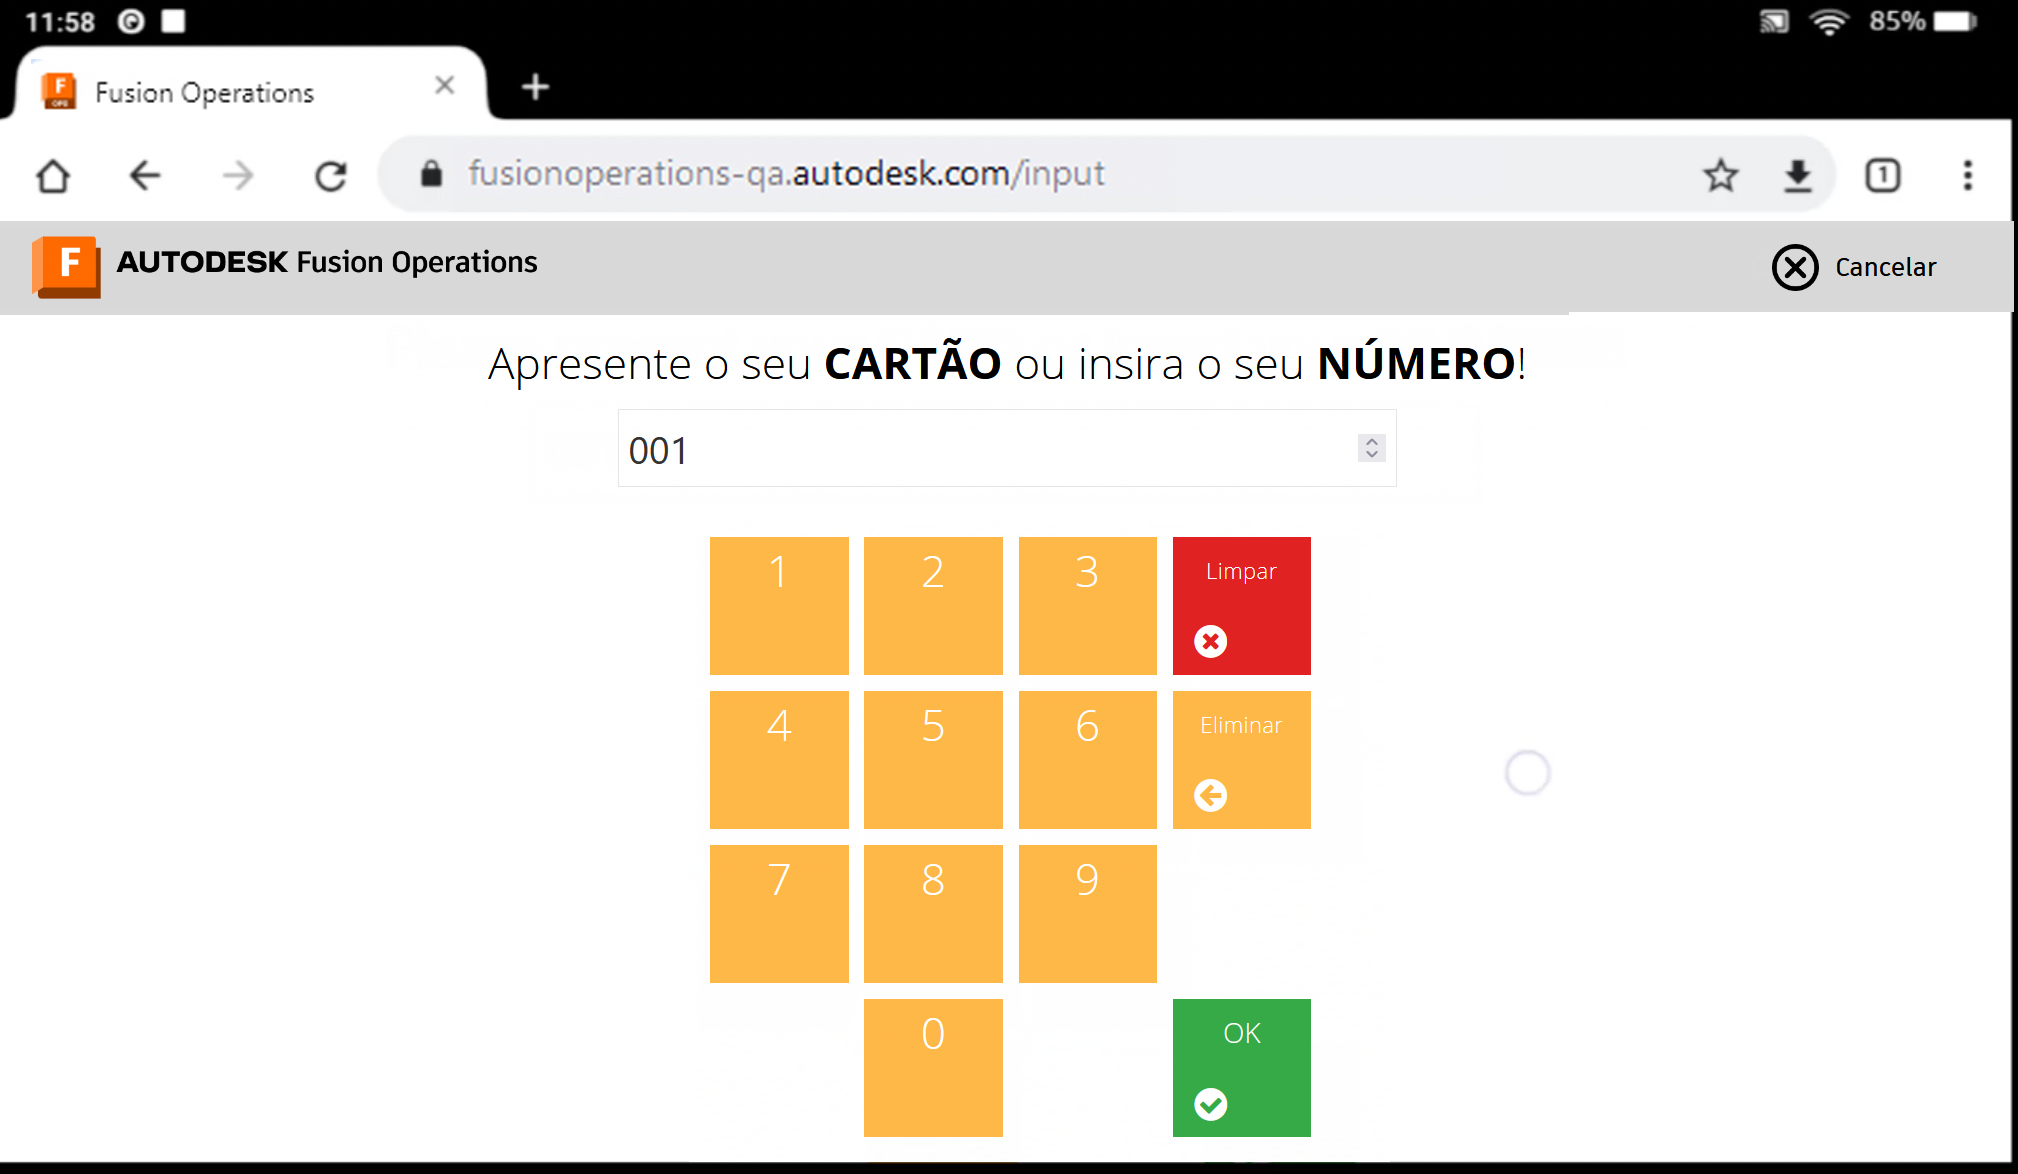 11:58
85%
Fusion Operations
fusionoperations-qa.autodesk.com/input
1
F
AUTODESK Fusion Operations
Cancelar
Apresente o seu CARTÃO ou insira o seu NÚMERO!
001
1 2 3 Limpar
4 5 6 Eliminar
7 8 9
0 OK